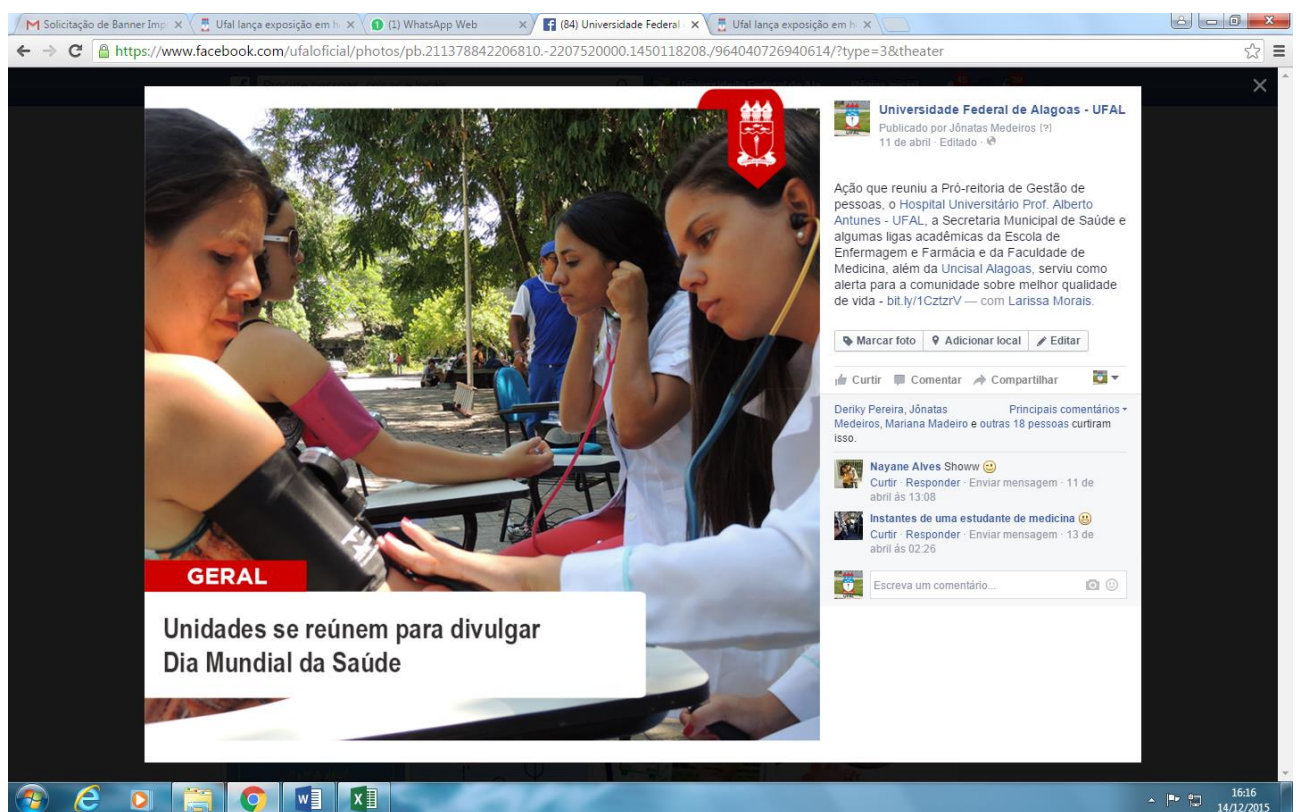 Solicitação de Banner Imp
Ufal lança exposição em h
(1) WhatsApp Web
(84) Universidade Federal
Ufal lança exposição em h
https://www.facebook.com/ufaloficial/photos/pb.211378842206810.-2207520000.1450118208./964040726940614/?type=3&theater
GERAL
Unidades se reúnem para divulgar
Dia Mundial da Saúde
Universidade Federal de Alagoas - UFAL
Publicado por Jônatas Medeiros [?]
11 de abril · Editado ·
Ação que reuniu a Pró-reitoria de Gestão de
pessoas, o Hospital Universitário Prof. Alberto
Antunes - UFAL, a Secretaria Municipal de Saúde e
algumas ligas acadêmicas da Escola de
Enfermagem e Farmácia e da Faculdade de
Medicina, além da Uncisal Alagoas, serviu como
alerta para a comunidade sobre melhor qualidade
de vida - bit.ly/1CztzrV — com Larissa Morais.
Marcar foto Adicionar local Editar
Curtir Comentar Compartilhar
Deriky Pereira, Jônatas
Medeiros, Mariana Madeiro e outras 18 pessoas curtiram
isso.
Principais comentários
Nayane Alves Showw
Curtir · Responder · Enviar mensagem · 11 de
abril às 13:08
Instantes de uma estudante de medicina
Curtir · Responder · Enviar mensagem · 13 de
abril às 02:26
Escreva um comentário...
16:16
14/12/2015